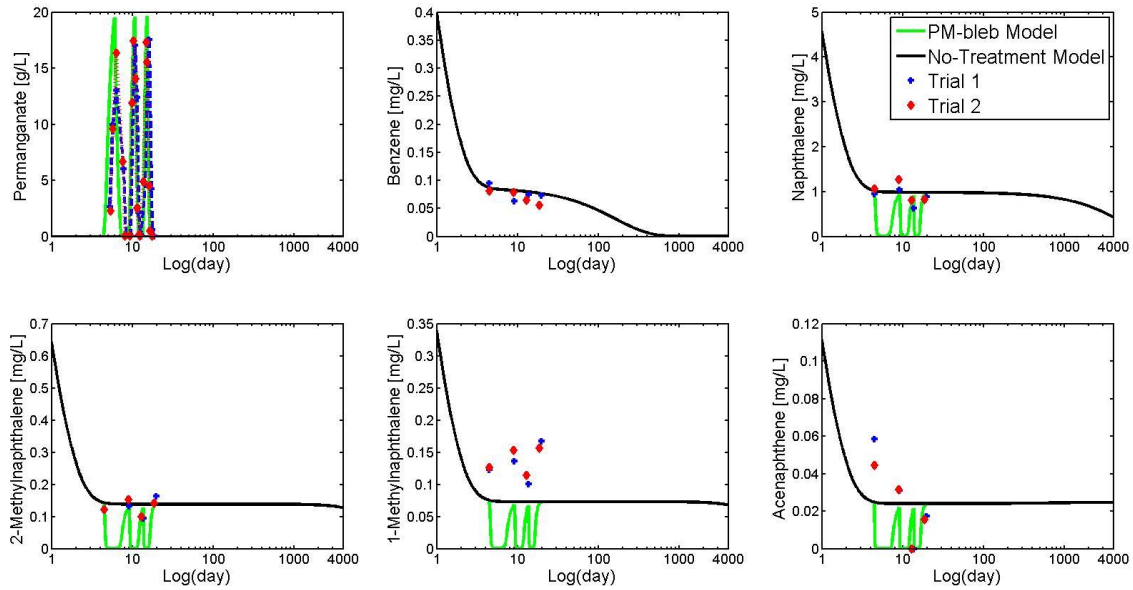 Permanganate [g/L]
20
15
10
5
0
1 10 100 1000 4000
Log(day)
Benzene [mg/L]
0.4
0.3
0.2
0.1
0.05
0
1 10 100 1000 4000
Log(day)
Naphthalene [mg/L]
5
4
3
2
1
0
1 10 100 1000 4000
Log(day)
PM-bleb Model
No-Treatment Model
Trial 1
Trial 2
2-Methylnaphthalene [mg/L]
0.7
0.6
0.5
0.4
0.3
0.2
0.1
0
1 10 100 1000 4000
Log(day)
1-Methylnaphthalene [mg/L]
0.35
0.3
0.25
0.2
0.15
0.1
0.05
0
1 10 100 1000 4000
Log(day)
Acenaphthene [mg/L]
0.12
0.1
0.08
0.06
0.04
0.02
0
1 10 100 1000 4000
Log(day)